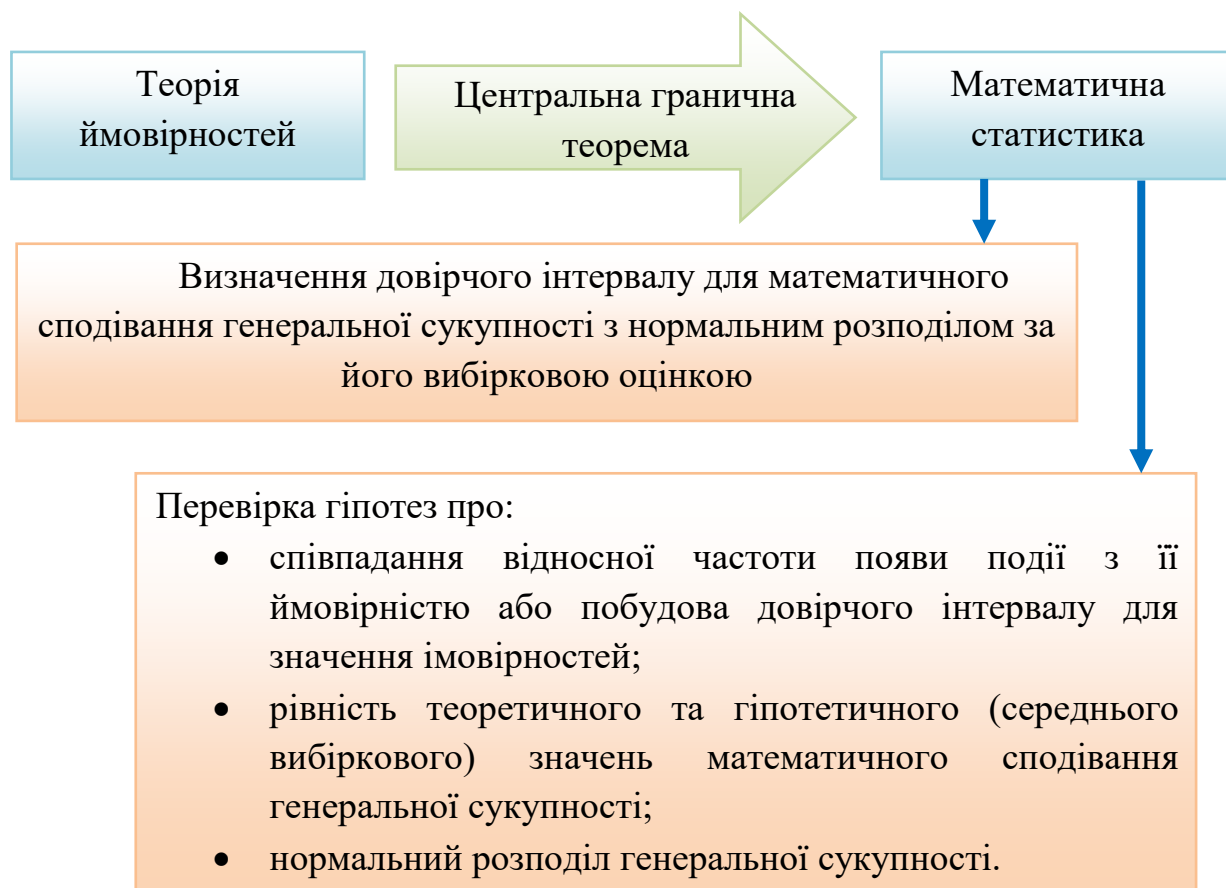 Теорія
ймовірностей
Центральна гранична
теорема
Математична
статистика
Визначення довірчого інтервалу для математичного
сподівання генеральної сукупності з нормальним розподілом за
його вибірковою оцінкою
Перевірка гіпотез про:
• співпадання відносної частоти появи події з її
ймовірністю або побудова довірчого інтервалу для
значення імовірностей;
• рівність теоретичного та гіпотетичного (середнього
вибіркового) значень математичного сподівання
генеральної сукупності;
• нормальний розподіл генеральної сукупності.